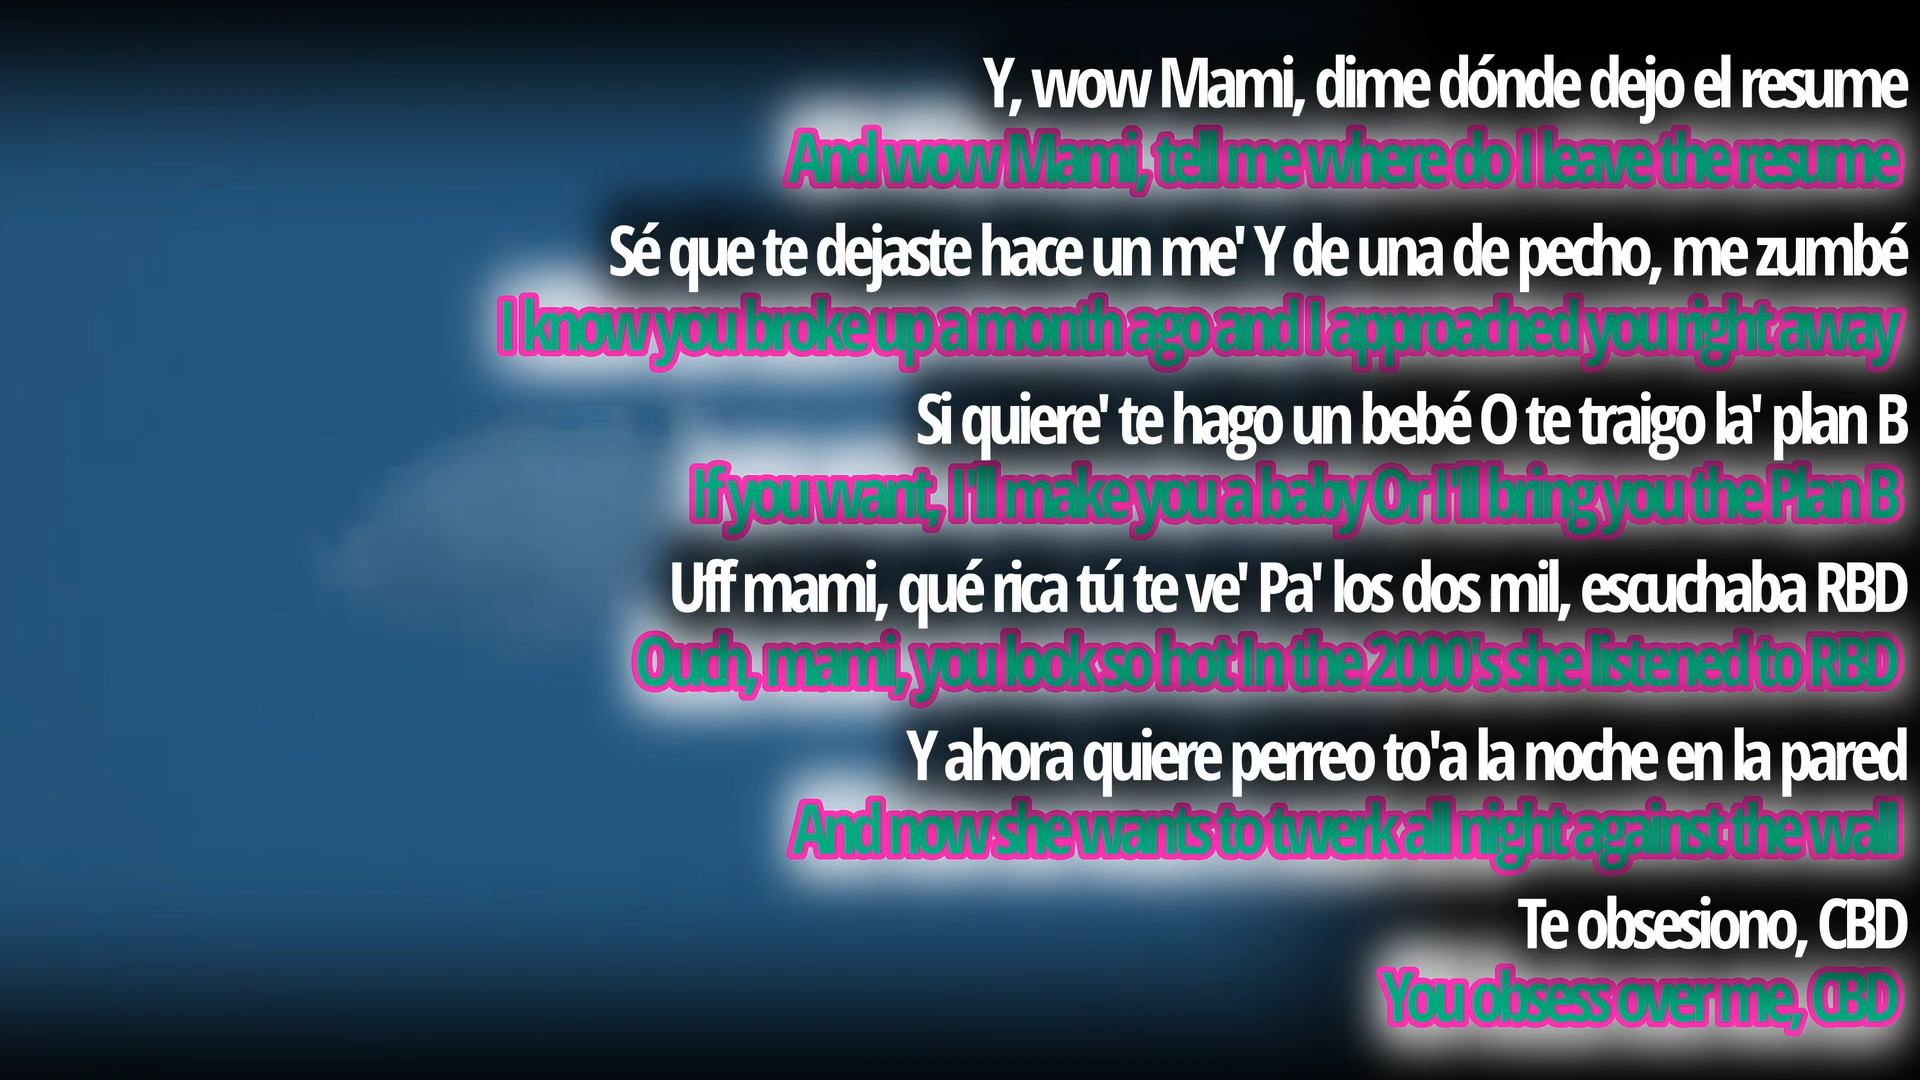 Y, wow Mami, dime dónde dejo el resume
And wow Mami, tell me where do I leave the resume
Sé que te dejaste hace un me' Y de una de pecho, me zumbé
I know you broke up a month ago and I approached you right away
Si quiere' te hago un bebé O te traigo la' plan B
If you want, I'll make you a baby Or I'll bring you the Plan B
Uff mami, qué rica tú te ve' Pa' los dos mil, escuchaba RBD
Ouch, mami, you look so hot In the 2000's she listened to RBD
Y ahora quiere perreo to'a la noche en la pared
And now she wants to twerk all night against the wall
Te obsesiono, CBD
You obsess over me, CBD